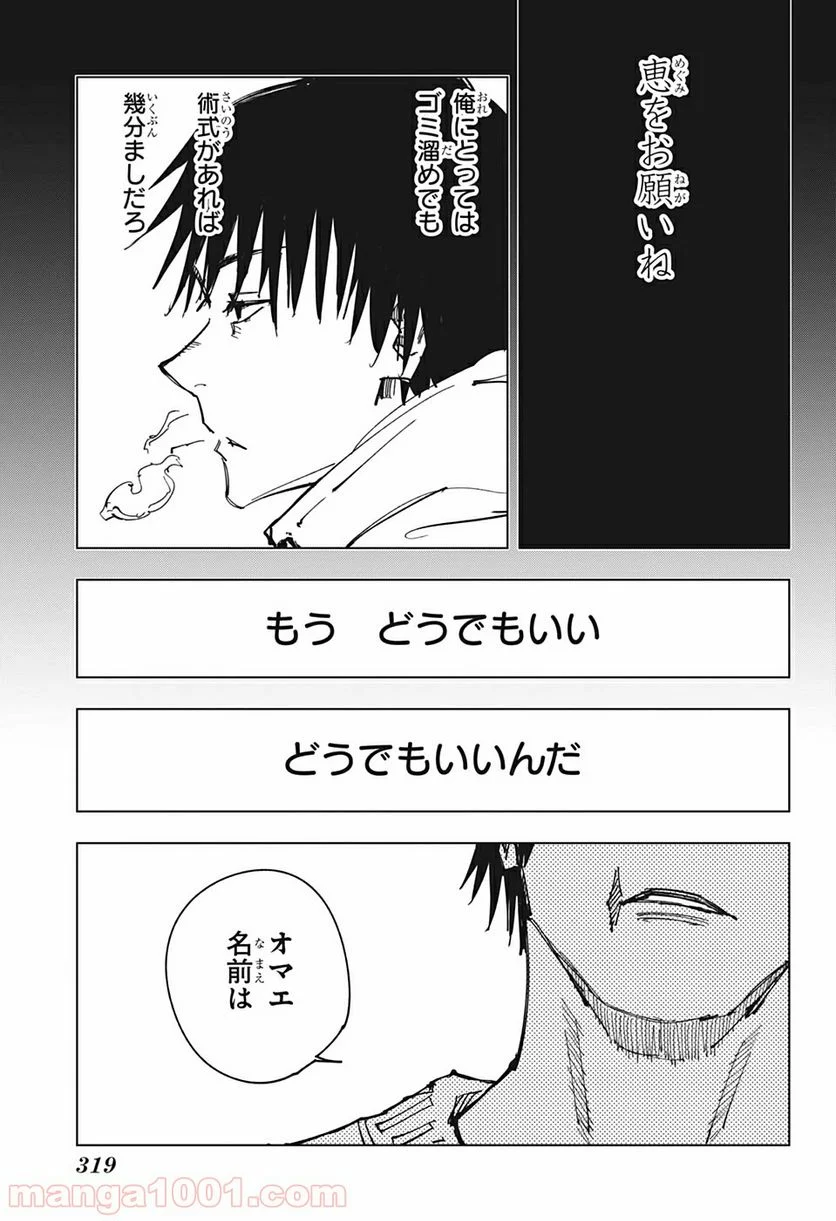 恵をお願いね
俺にとっては
ゴミ溜めでも
術式があれば
幾分ましだろ
もう　どうでもいい
どうでもいいんだ
オマエ
名前は
319
manga1001.com